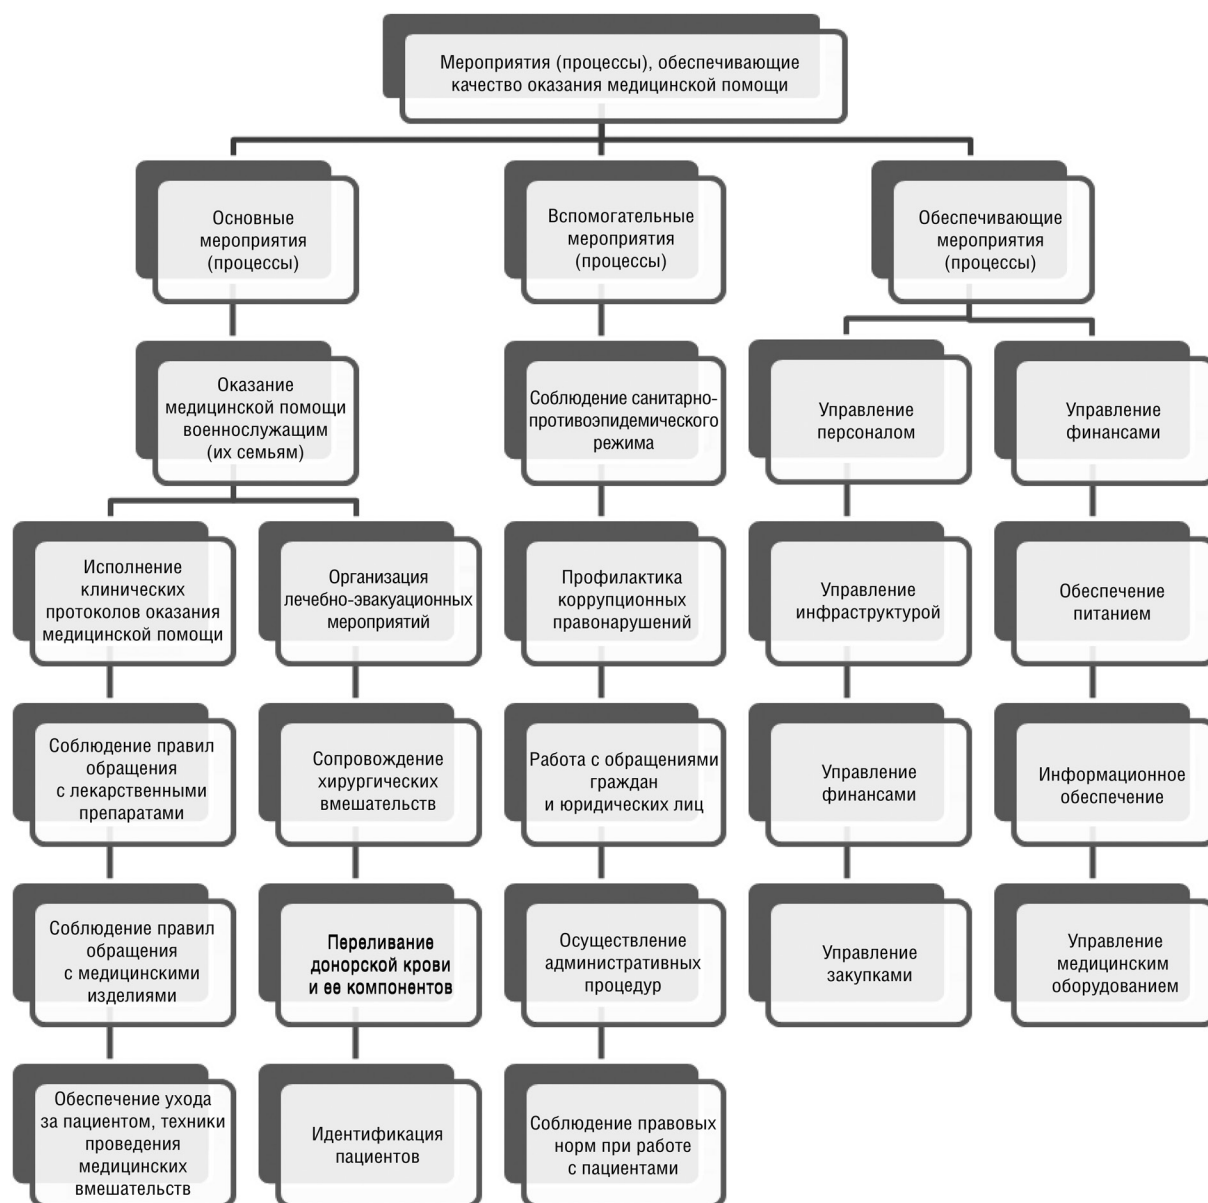 Мероприятия (процессы), обеспечивающие
качество оказания медицинской помощи
Основные
мероприятия
(процессы)
Вспомогательные
мероприятия
(процессы)
Обеспечивающие
мероприятия
(процессы)
Оказание
медицинской помощи
военнослужащим
(их семьям)
Соблюдение санитарно-
противоэпидемического
режима
Управление
персоналом
Управление
финансами
Исполнение
клинических
протоколов оказания
медицинской помощи
Организация
лечебно-эвакуационных
мероприятий
Профилактика
коррупционных
правонарушений
Управление
инфраструктурой
Обеспечение
питанием
Соблюдение правил
обращения
с лекарственными
препаратами
Сопровождение
хирургических
вмешательств
Работа с обращениями
граждан
и юридических лиц
Управление
финансами
Информационное
обеспечение
Соблюдение правил
обращения
с медицинскими
изделиями
Переливание
донорской крови
и ее компонентов
Осуществление
административных
процедур
Управление
закупками
Управление
медицинским
оборудованием
Обеспечение ухода
за пациентом, техники
проведения
медицинских
вмешательств
Идентификация
пациентов
Соблюдение правовых
норм при работе
с пациентами